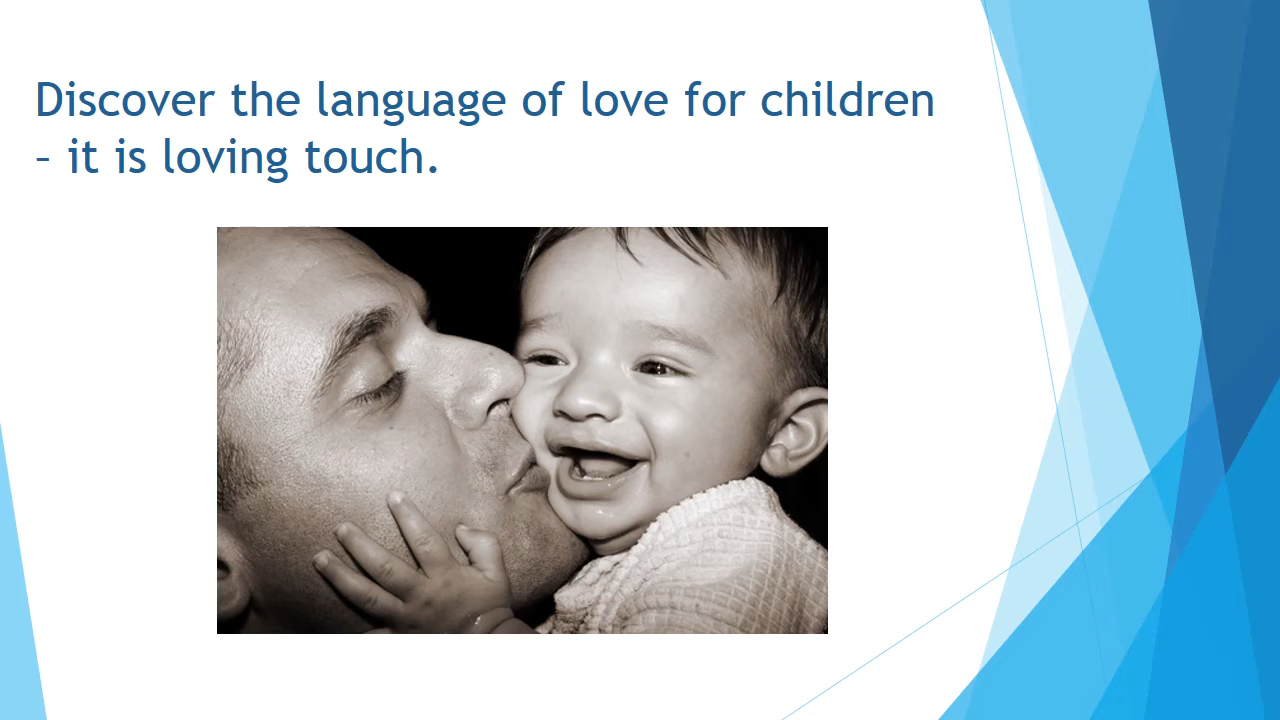 Discover the language of love for children
– it is loving touch.